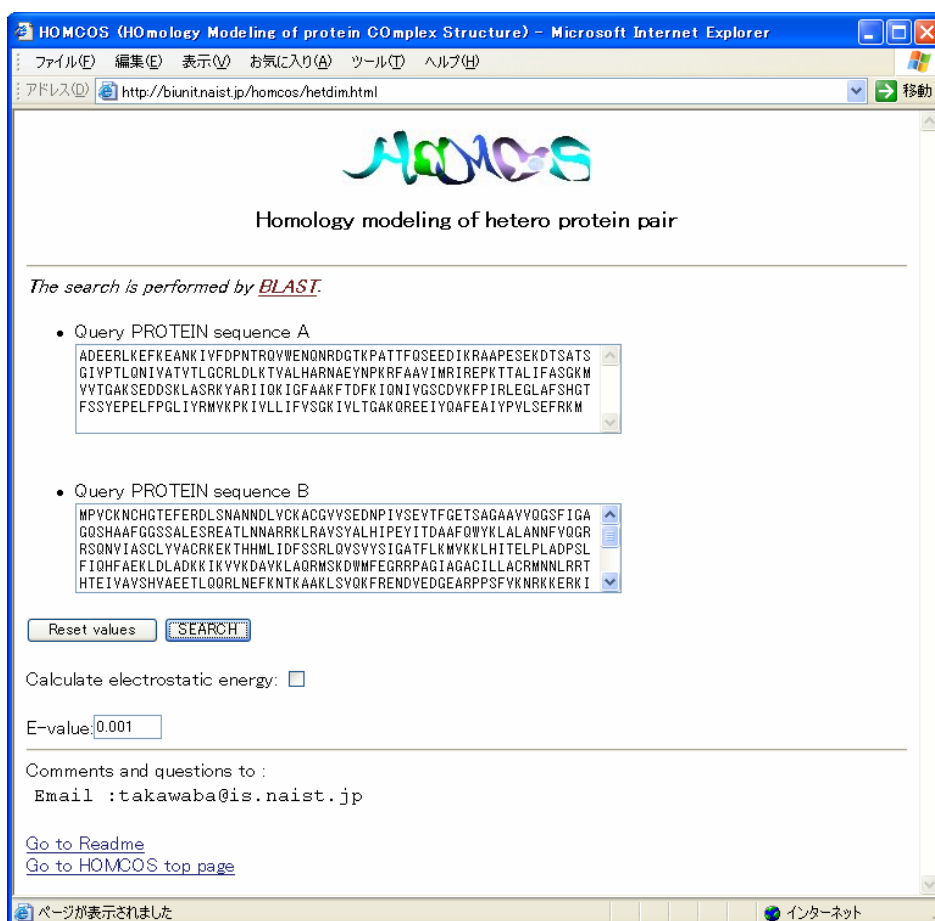 HOMCOS (HOmology Modeling of protein COmplex Structure) - Microsoft Internet Explorer
ファイル(F) 編集(E) 表示(V) お気に入り(A) ツール(T) ヘルプ(H)
アドレス(D) http://biunit.naist.jp/homcos/hetdim.html 移動
HOMCOS
Homology modeling of hetero protein pair
The search is performed by BLAST.
• Query PROTEIN sequence A
ADEERLKEFKEANKIVFDPNTRQVWENQNRDGTKPATTFQSEEDIKRAAPESEKDTSATS
GIVPTLQNIVATVTLGCRLDLKTVALHARNAEYNPKRFAAVIMRIREPKTTALIFASGKM
VVTGAKSEDDSKLASRKYARIIQKIGFAAKFTDFKIQNIVGSCDVKFPIRLEGLAFSHGT
FSSYEPELFPGLIYRMVKPKIVLLIFVSGKIVLTGAKQREEIYQAFEAIYPVLSEFRKM
• Query PROTEIN sequence B
MPVCKNCHGTEFERDLSNANNDLVCKACGVVSEDNPIVSEVTFGETSAGAAVVQGSFIGA
GQSHAAFGGSSALESREATLNNARRKLRAVSYALHIPEYITDAAFQWYKLALANNFVQGR
RSQNVIASCLYVACRKEKTHHMLIDFSSRLQVSVYSIGATFLKMVKKLHITELPLADPSL
FIQHFAEKLDLADKKIKVVKDAVKLAQRMSKDWMFEGRRPAGIAGACILLACRMNNLRRT
HTEIVAVSHVAEETLQQRLNEFKNTKAAKLSVQKFRENDVEDGEARPPSFVKNRKKERKI
Reset values SEARCH
Calculate electrostatic energy:
E-value:0.001
Comments and questions to :
Email :takawaba@is.naist.jp
Go to Readme
Go to HOMCOS top page
ページが表示されました インターネット